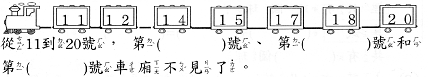 11 12 14 15 17 18 20
從11到20號，第( )號、第( )號和
第( )號車廂不見了。